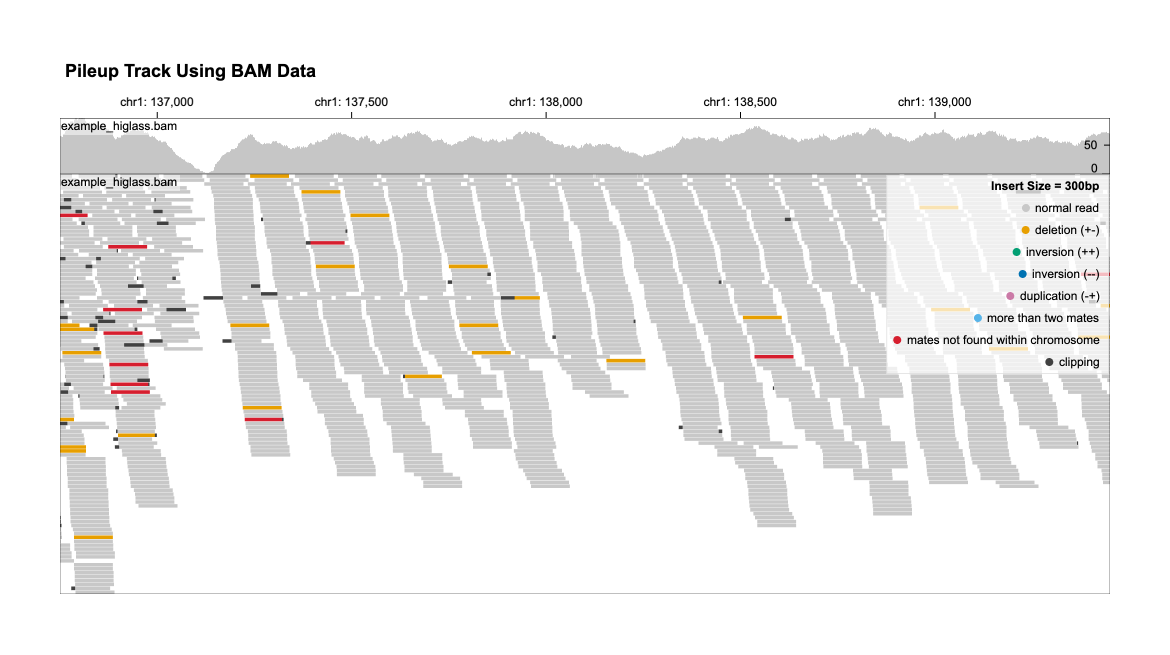 Pileup Track Using BAM Data
chr1: 137,000
chr1: 137,500
chr1: 138,000
chr1: 138,500
chr1: 139,000
example_higlass.bam
50
0
example_higlass.bam
Insert Size = 300bp
normal read
deletion (+-)
inversion (++)
inversion (--)
duplication (-+)
more than two mates
mates not found within chromosome
clipping